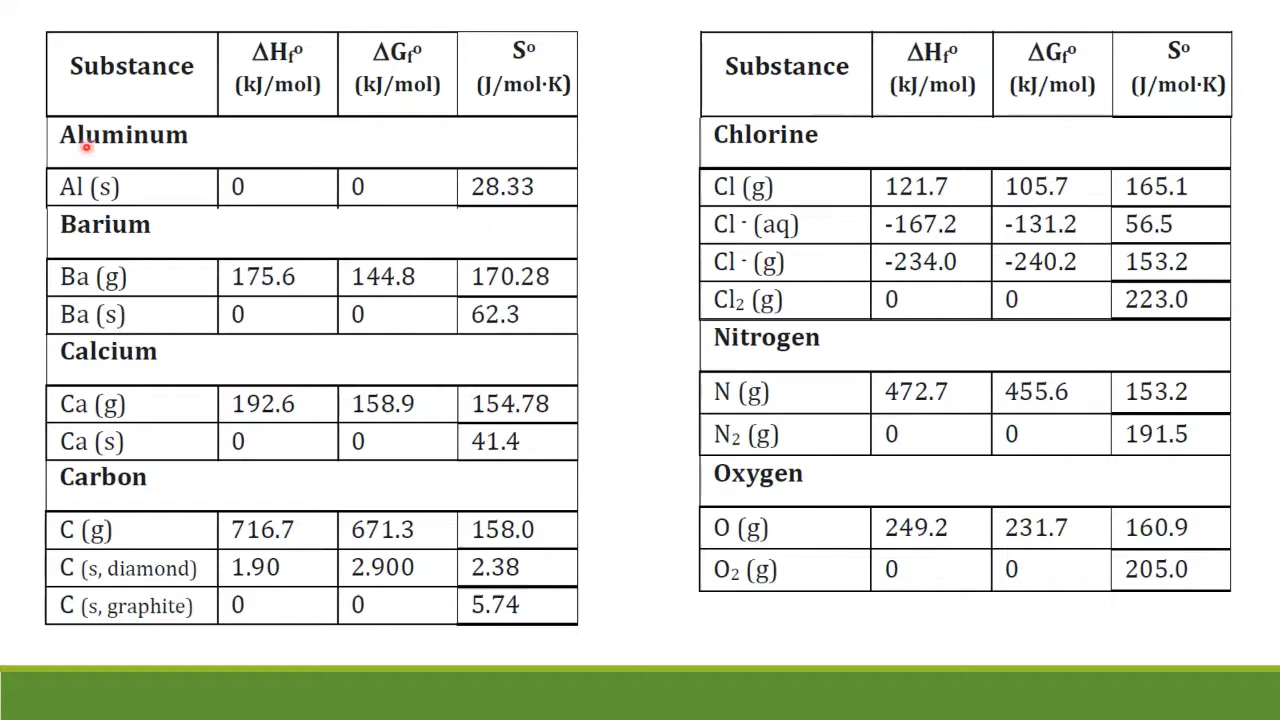 Substance ΔHf° (kJ/mol) ΔGf° (kJ/mol) S° (J/mol·K)
Aluminum
Al (s) 0 0 28.33
Barium
Ba (g) 175.6 144.8 170.28
Ba (s) 0 0 62.3
Calcium
Ca (g) 192.6 158.9 154.78
Ca (s) 0 0 41.4
Carbon
C (g) 716.7 671.3 158.0
C (s, diamond) 1.90 2.900 2.38
C (s, graphite) 0 0 5.74
Substance ΔHf° (kJ/mol) ΔGf° (kJ/mol) S° (J/mol·K)
Chlorine
Cl (g) 121.7 105.7 165.1
Cl - (aq) -167.2 -131.2 56.5
Cl - (g) -234.0 -240.2 153.2
Cl₂ (g) 0 0 223.0
Nitrogen
N (g) 472.7 455.6 153.2
N₂ (g) 0 0 191.5
Oxygen
O (g) 249.2 231.7 160.9
O₂ (g) 0 0 205.0